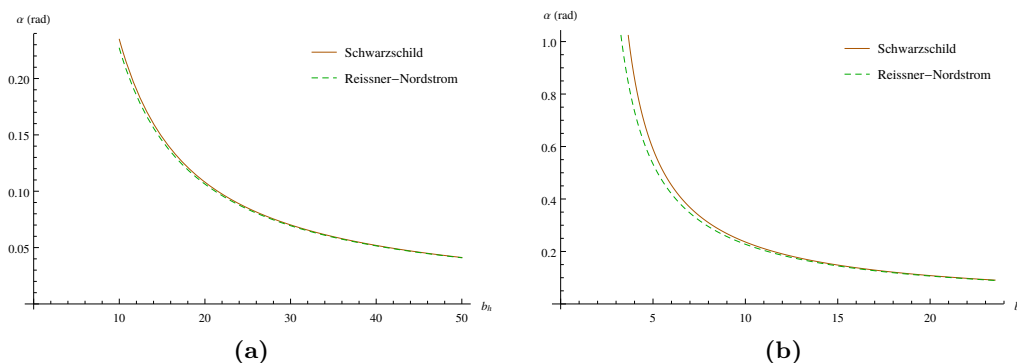 α (rad)
Schwarzschild
Reissner−Nordstrom
0.20
0.15
0.10
0.05
10
20
30
40
50
b_h
(a)
α (rad)
Schwarzschild
Reissner−Nordstrom
1.0
0.8
0.6
0.4
0.2
5
10
15
20
(b)